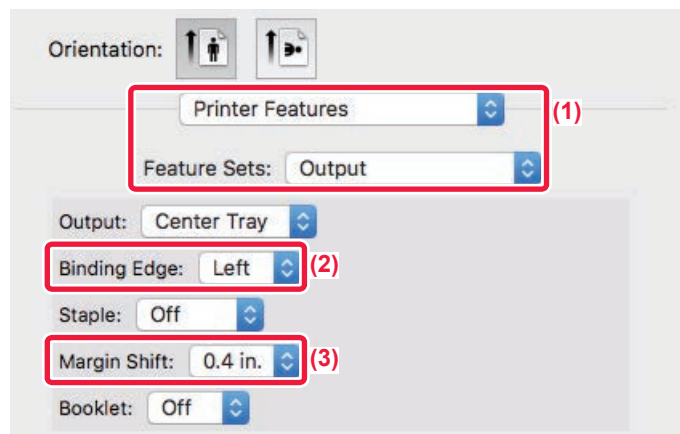 Orientation:
Printer Features
(1)
Feature Sets: Output
Output: Center Tray
Binding Edge: Left (2)
Staple: Off
Margin Shift: 0.4 in. (3)
Booklet: Off